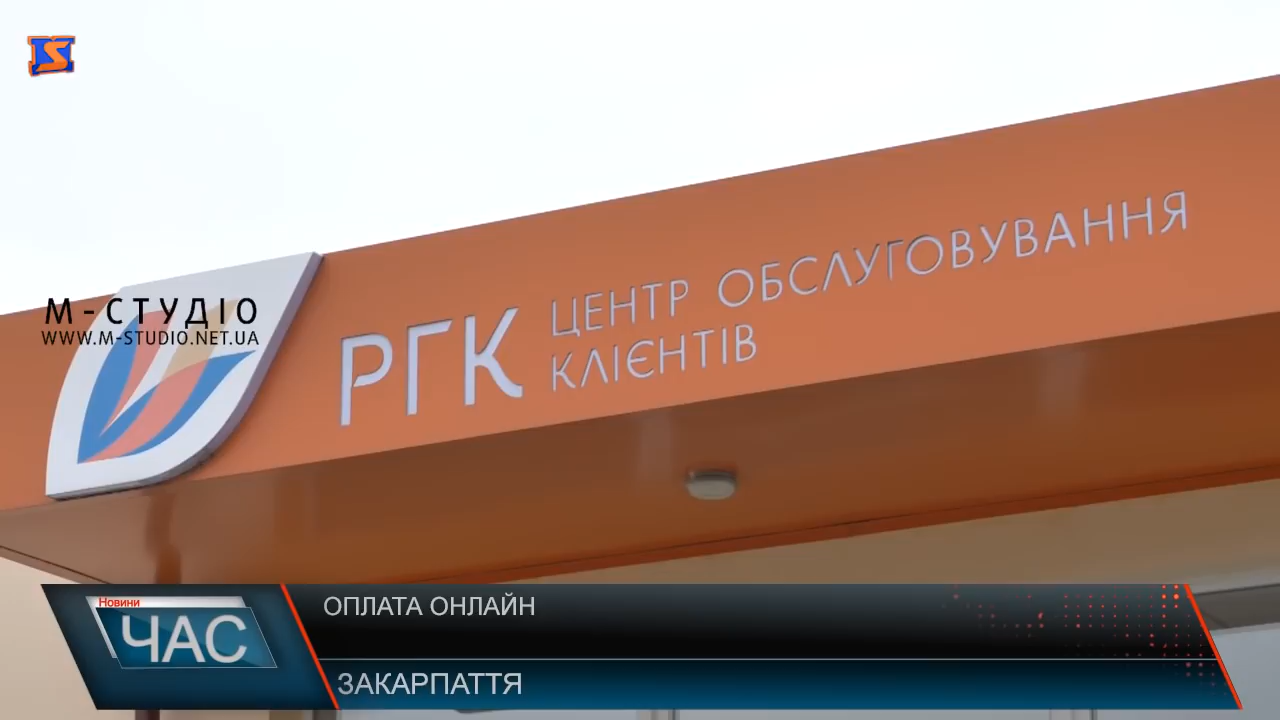 М-СТУДІО
WWW.M-STUDIO.NET.UA
РГК
ЦЕНТР ОБСЛУГОВУВАННЯ
КЛІЄНТІВ
Новини
ЧАС
ОПЛАТА ОНЛАЙН
ЗАКАРПАТТЯ